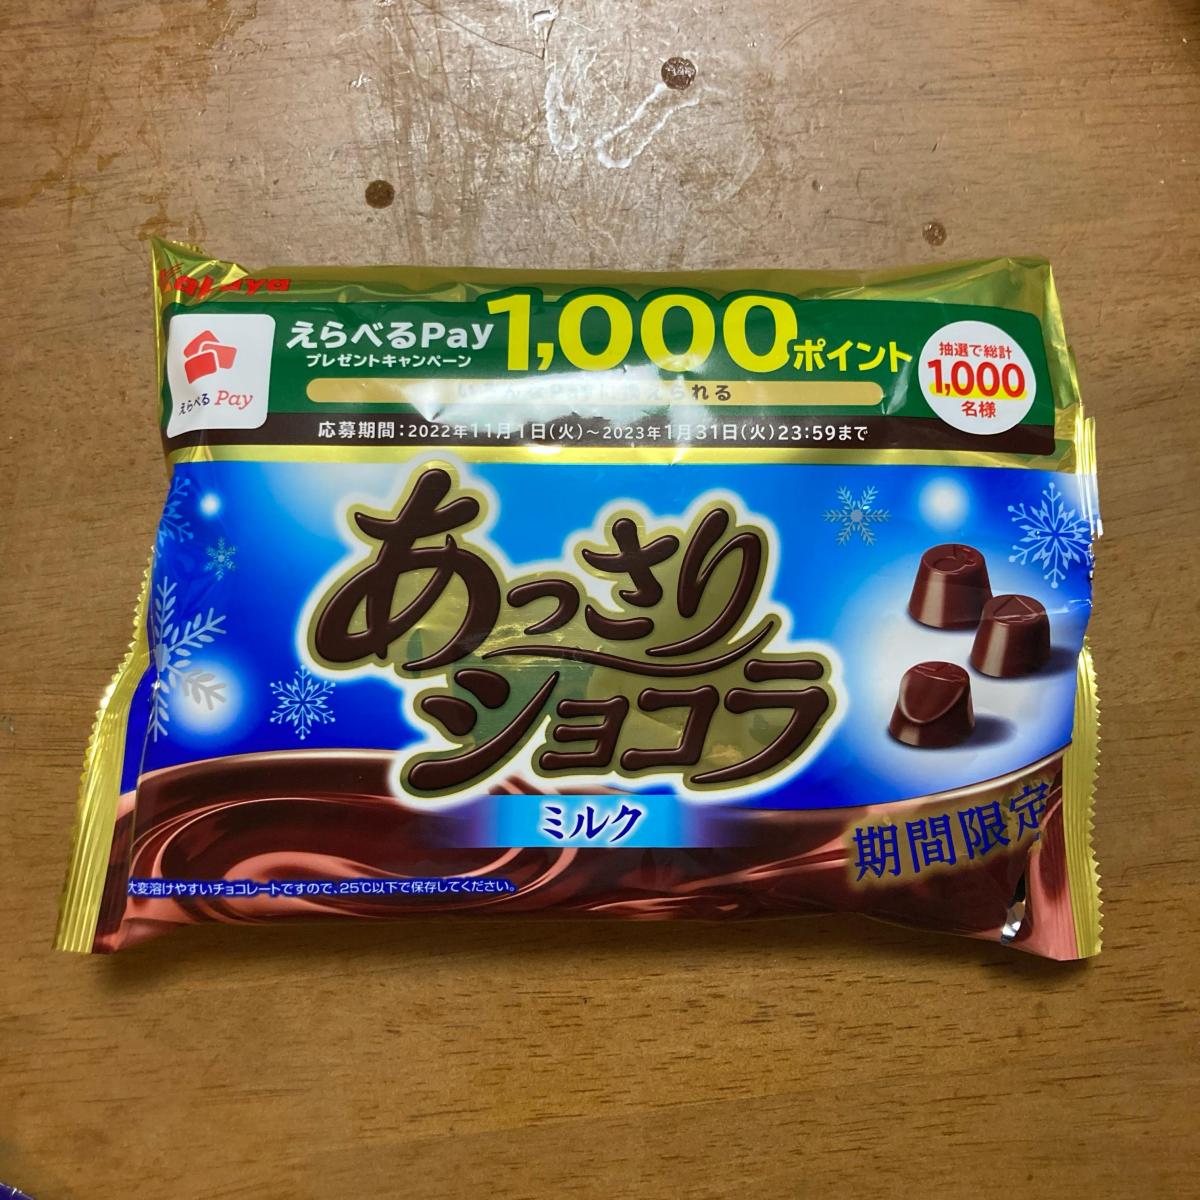 Kabaya
えらべるPay
プレゼントキャンペーン
1,000ポイント
えらべる Pay
えられる
抽選で総計
1,000
名様
応募期間:2022年11月1日(火)～2023年1月31日(火)23:59まで
あっさり
ショコラ
ミルク
期間限定
大変溶けやすいチョコレートですので、25℃以下で保存してください。